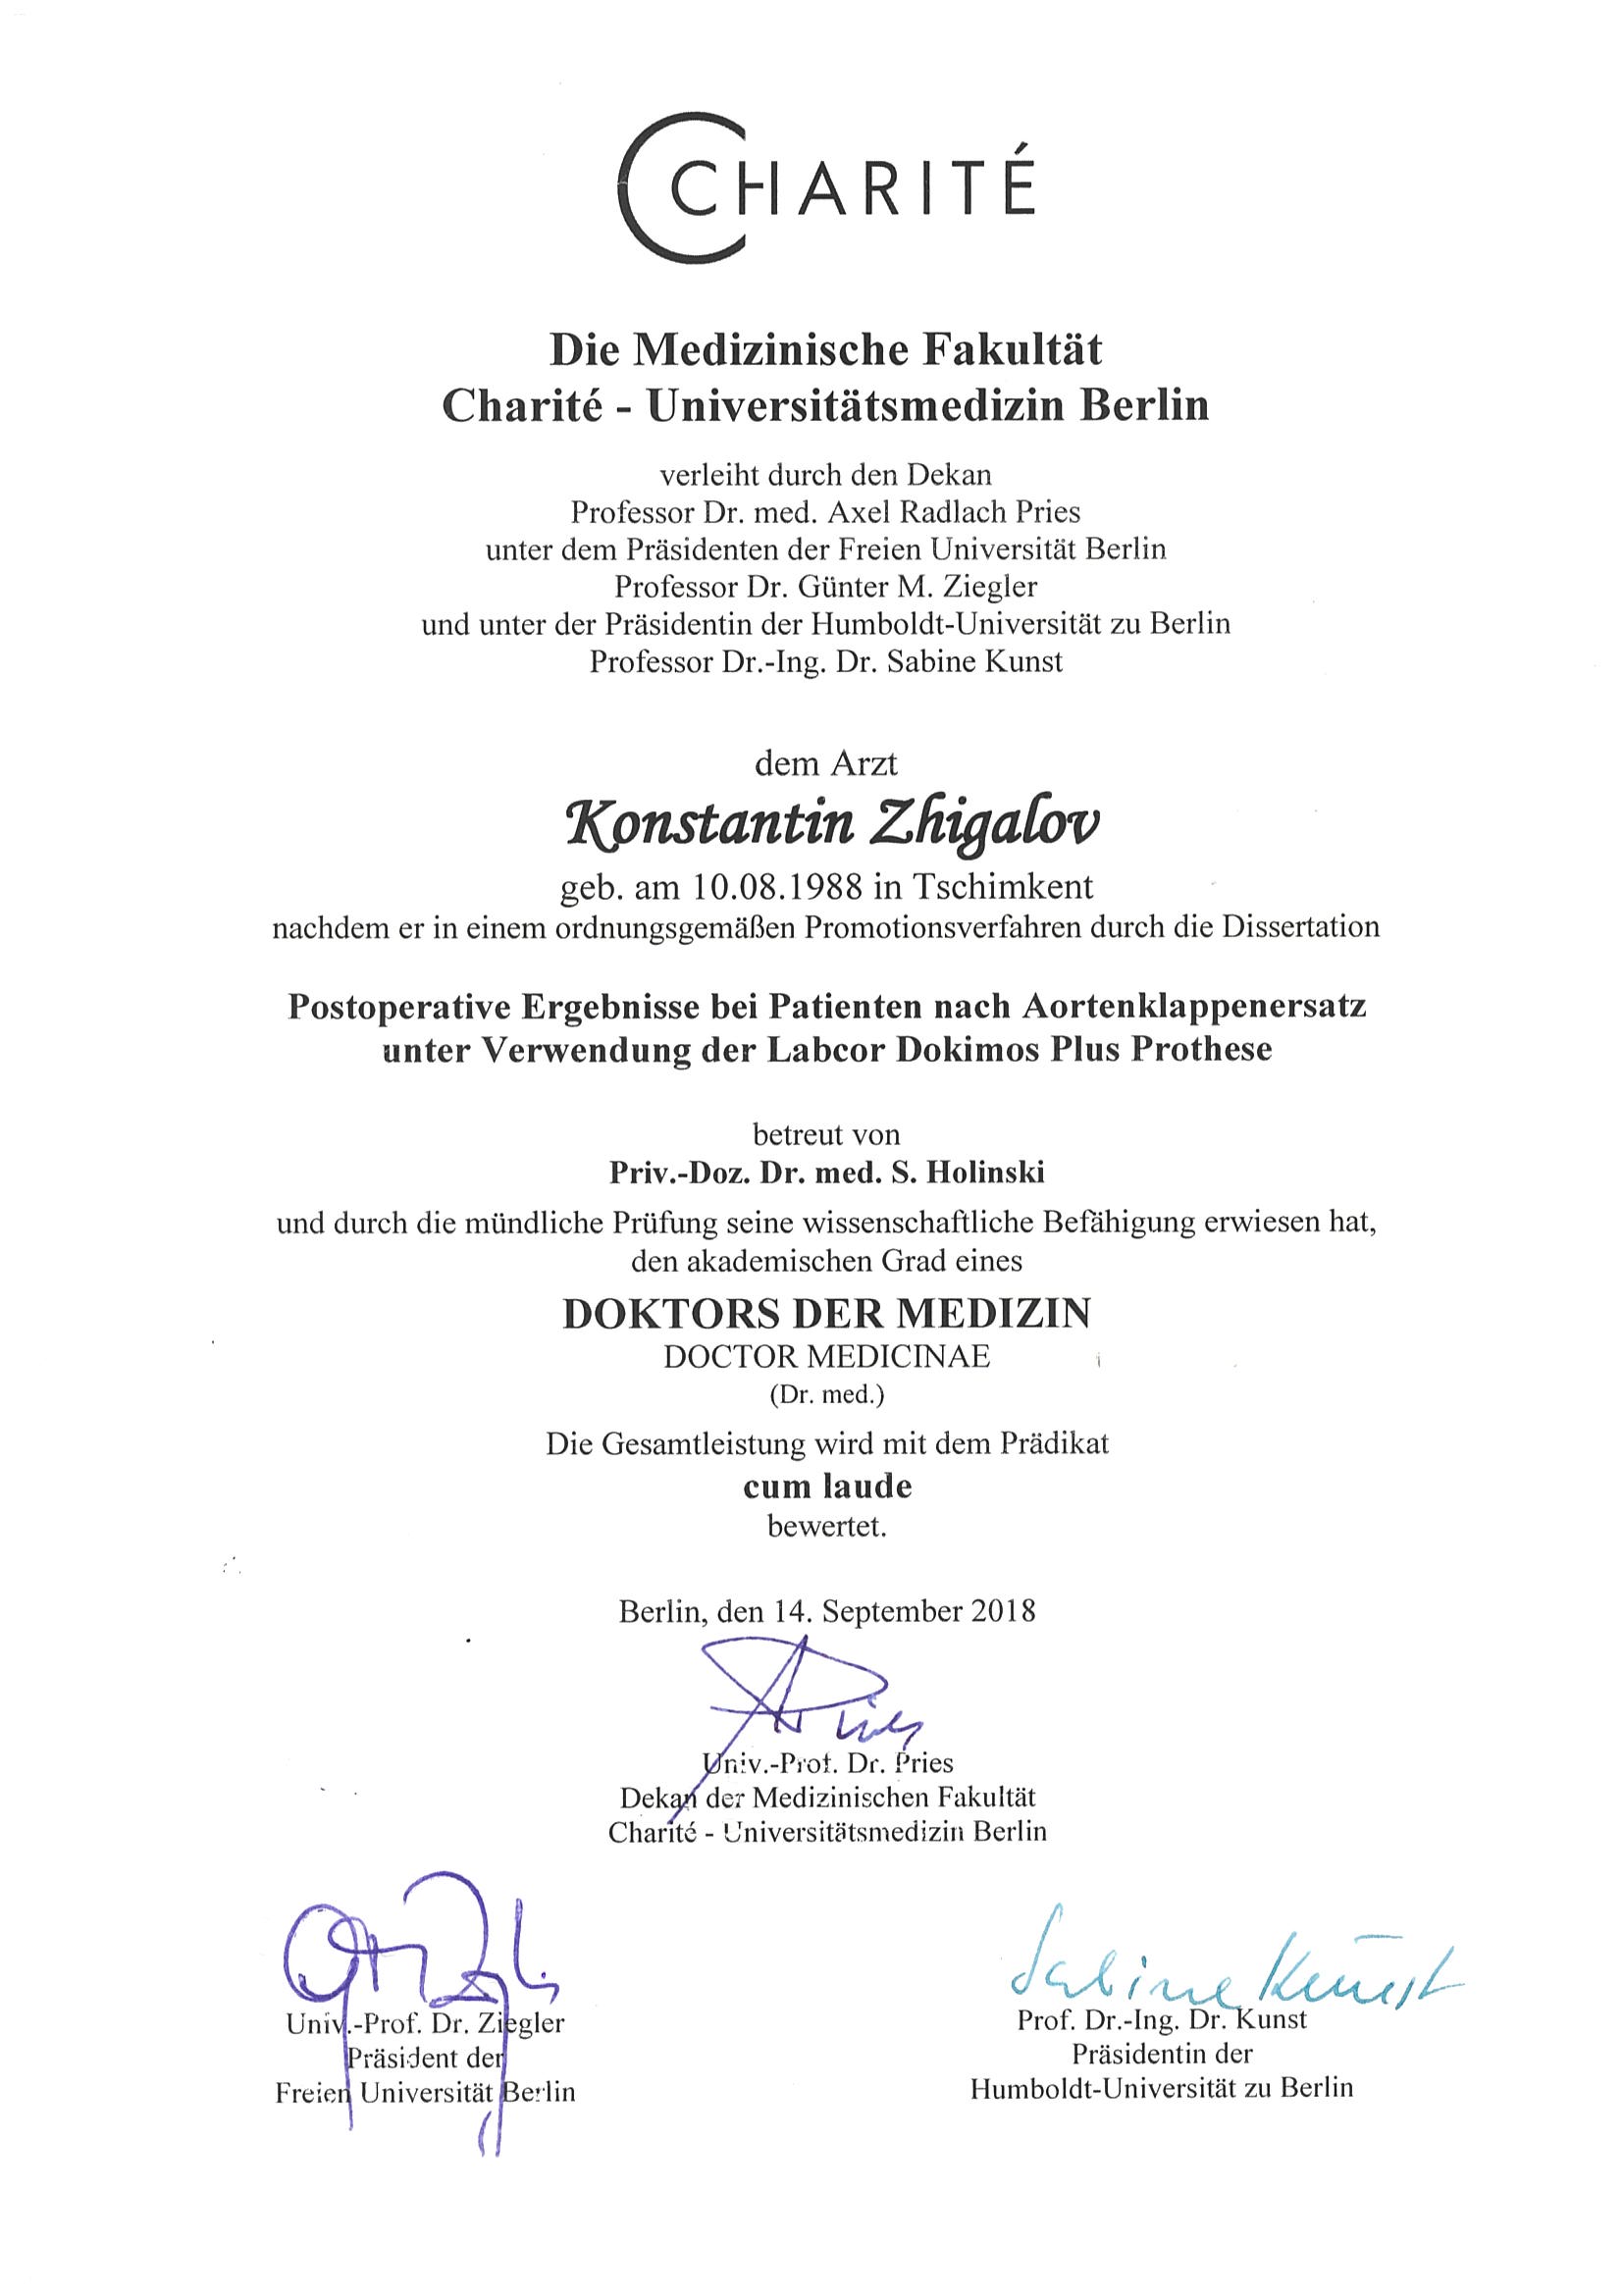 CHARITÉ
Die Medizinische Fakultät
Charité - Universitätsmedizin Berlin
verleiht durch den Dekan
Professor Dr. med. Axel Radlach Pries
unter dem Präsidenten der Freien Universität Berlin
Professor Dr. Günter M. Ziegler
und unter der Präsidentin der Humboldt-Universität zu Berlin
Professor Dr.-Ing. Dr. Sabine Kunst
dem Arzt
Konstantin Zhigalov
geb. am 10.08.1988 in Tschimkent
nachdem er in einem ordnungsgemäßen Promotionsverfahren durch die Dissertation
Postoperative Ergebnisse bei Patienten nach Aortenklappenersatz
unter Verwendung der Labcor Dokimos Plus Prothese
betreut von
Priv.-Doz. Dr. med. S. Holinski
und durch die mündliche Prüfung seine wissenschaftliche Befähigung erwiesen hat,
den akademischen Grad eines
DOKTORS DER MEDIZIN
DOCTOR MEDICINAE
(Dr. med.)
Die Gesamtleistung wird mit dem Prädikat
cum laude
bewertet.
Berlin, den 14. September 2018
Pries
Univ.-Prof. Dr. Pries
Dekan der Medizinischen Fakultät
Charité - Universitätsmedizin Berlin
Univ.-Prof. Dr. Ziegler
Präsident der
Freien Universität Berlin
Sabine Kunst
Prof. Dr.-Ing. Dr. Kunst
Präsidentin der
Humboldt-Universität zu Berlin